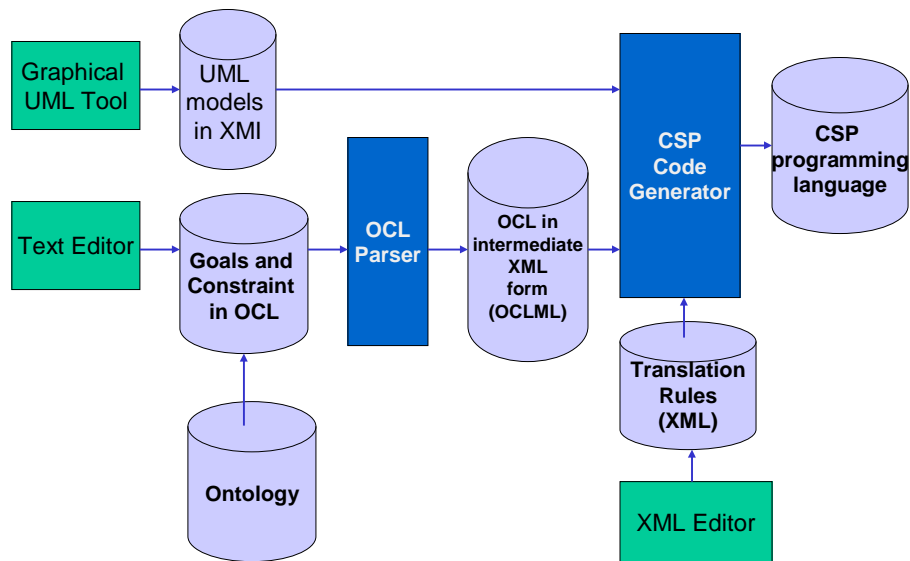 Graphical
UML Tool
UML
models
in XMI
CSP
Code
Generator
CSP
programming
language
Text Editor
Goals and
Constraint
in OCL
OCL
Parser
OCL in
intermediate
XML
form
(OCLML)
Translation
Rules
(XML)
Ontology
XML Editor